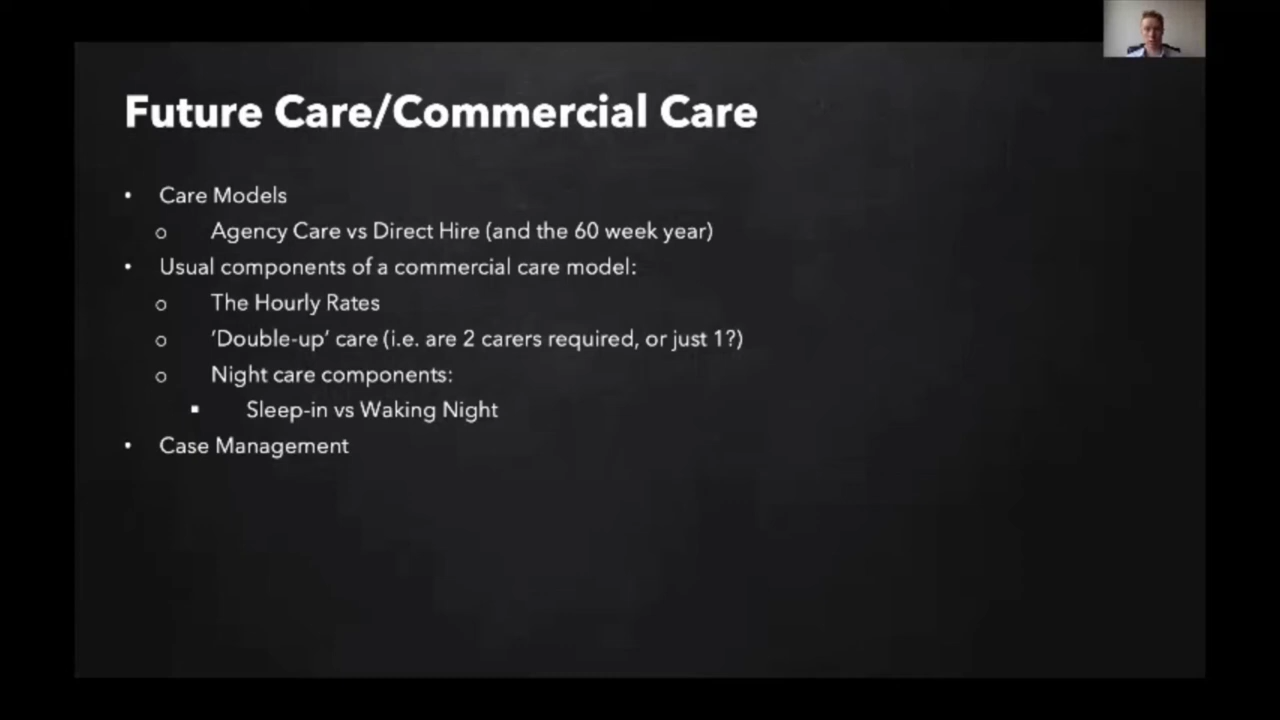 Future Care/Commercial Care
• Care Models
o Agency Care vs Direct Hire (and the 60 week year)
• Usual components of a commercial care model:
o The Hourly Rates
o ‘Double-up’ care (i.e. are 2 carers required, or just 1?)
o Night care components:
▪ Sleep-in vs Waking Night
• Case Management